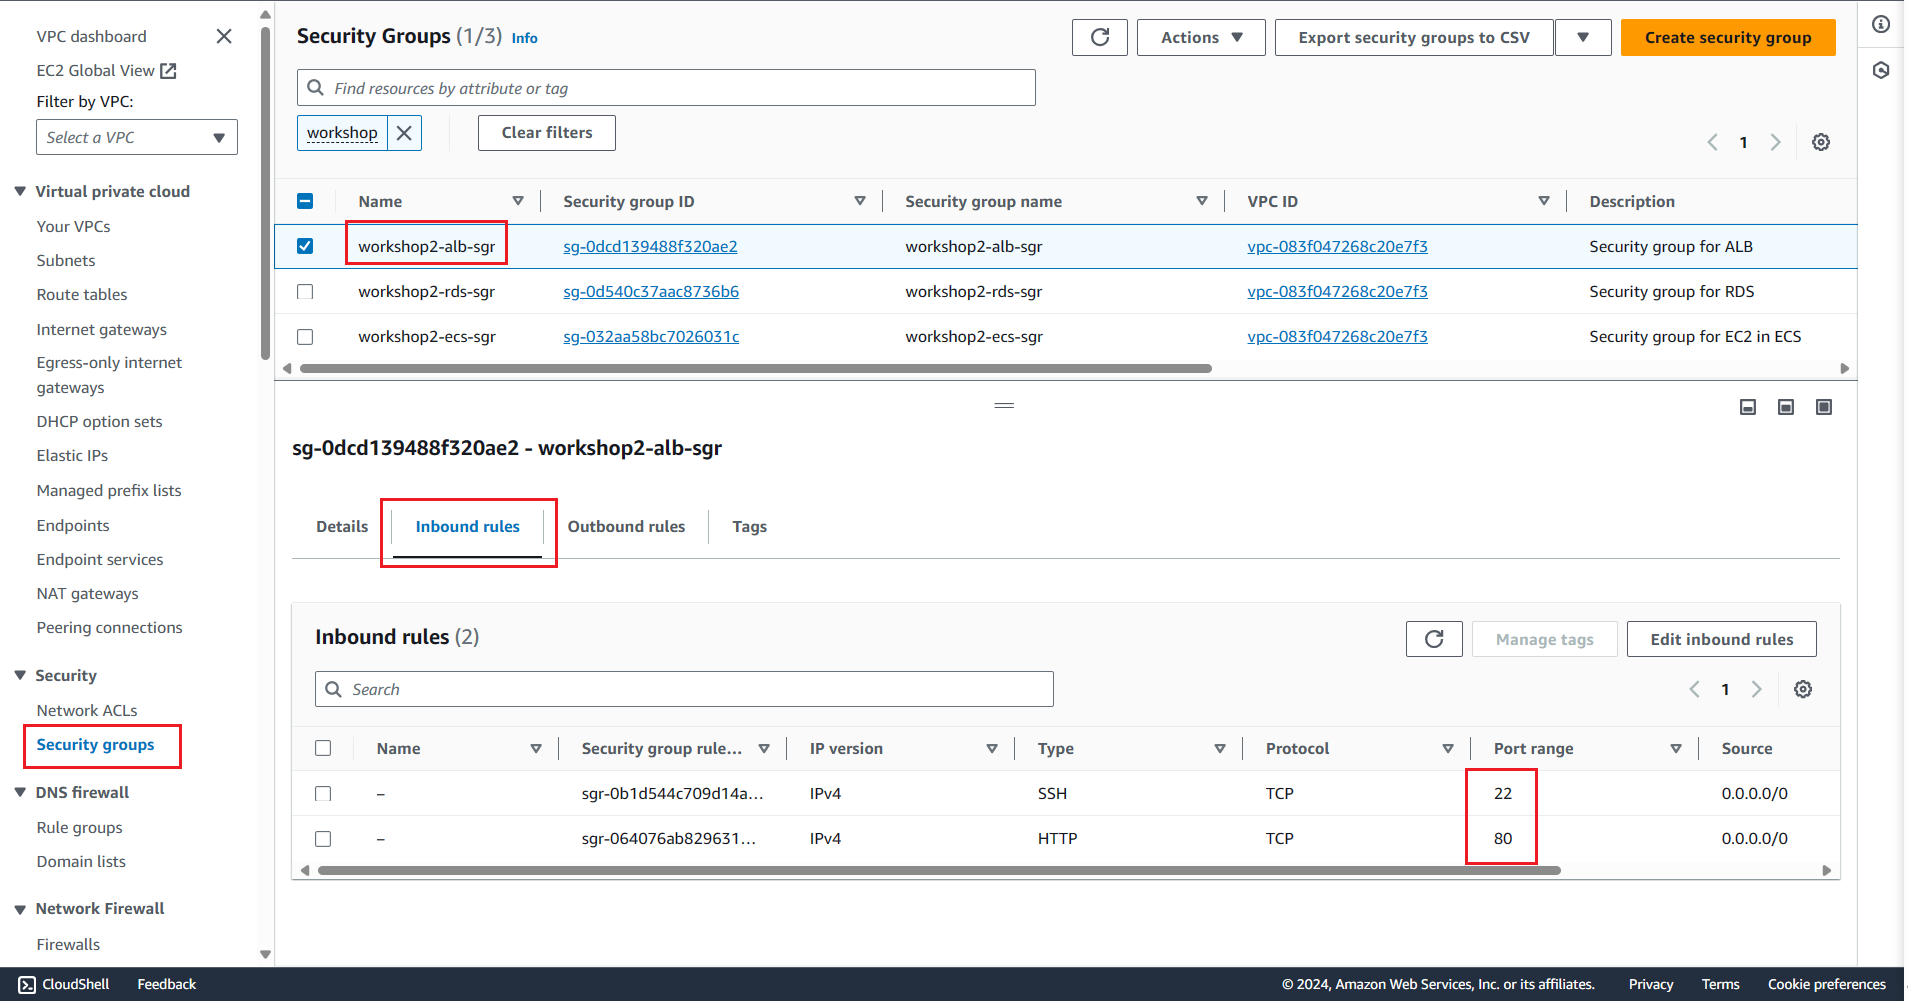 VPC dashboard
EC2 Global View
Filter by VPC:
Select a VPC
Virtual private cloud
Your VPCs
Subnets
Route tables
Internet gateways
Egress-only internet
gateways
DHCP option sets
Elastic IPs
Managed prefix lists
Endpoints
Endpoint services
NAT gateways
Peering connections
Security
Network ACLs
Security groups
DNS firewall
Rule groups
Domain lists
Network Firewall
Firewalls
Security Groups (1/3) Info
Actions
Export security groups to CSV
Create security group
Find resources by attribute or tag
workshop
Clear filters
1
Name Security group ID Security group name VPC ID Description
workshop2-alb-sgr sg-0dcd139488f320ae2 workshop2-alb-sgr vpc-083f047268c20e7f3 Security group for ALB
workshop2-rds-sgr sg-0d540c37aac8736b6 workshop2-rds-sgr vpc-083f047268c20e7f3 Security group for RDS
workshop2-ecs-sgr sg-032aa58bc7026031c workshop2-ecs-sgr vpc-083f047268c20e7f3 Security group for EC2 in ECS
sg-0dcd139488f320ae2 - workshop2-alb-sgr
Details Inbound rules Outbound rules Tags
Inbound rules (2)
Manage tags
Edit inbound rules
Search
1
Name Security group rule... IP version Type Protocol Port range Source
– sgr-0b1d544c709d14a... IPv4 SSH TCP 22 0.0.0.0/0
– sgr-064076ab829631... IPv4 HTTP TCP 80 0.0.0.0/0
CloudShell Feedback © 2024, Amazon Web Services, Inc. or its affiliates. Privacy Terms Cookie preferences